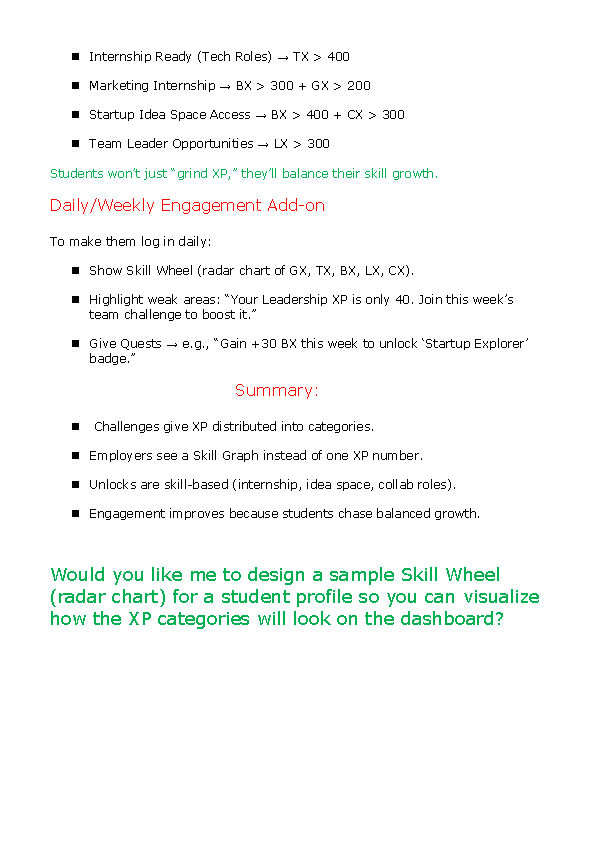 ■ Internship Ready (Tech Roles) → TX > 400
■ Marketing Internship → BX > 300 + GX > 200
■ Startup Idea Space Access → BX > 400 + CX > 300
■ Team Leader Opportunities → LX > 300
Students won’t just “grind XP,” they’ll balance their skill growth.
Daily/Weekly Engagement Add-on
To make them log in daily:
■ Show Skill Wheel (radar chart of GX, TX, BX, LX, CX).
■ Highlight weak areas: “Your Leadership XP is only 40. Join this week’s
team challenge to boost it.”
■ Give Quests → e.g., “Gain +30 BX this week to unlock ‘Startup Explorer’
badge.”
Summary:
■ Challenges give XP distributed into categories.
■ Employers see a Skill Graph instead of one XP number.
■ Unlocks are skill-based (internship, idea space, collab roles).
■ Engagement improves because students chase balanced growth.
Would you like me to design a sample Skill Wheel
(radar chart) for a student profile so you can visualize
how the XP categories will look on the dashboard?